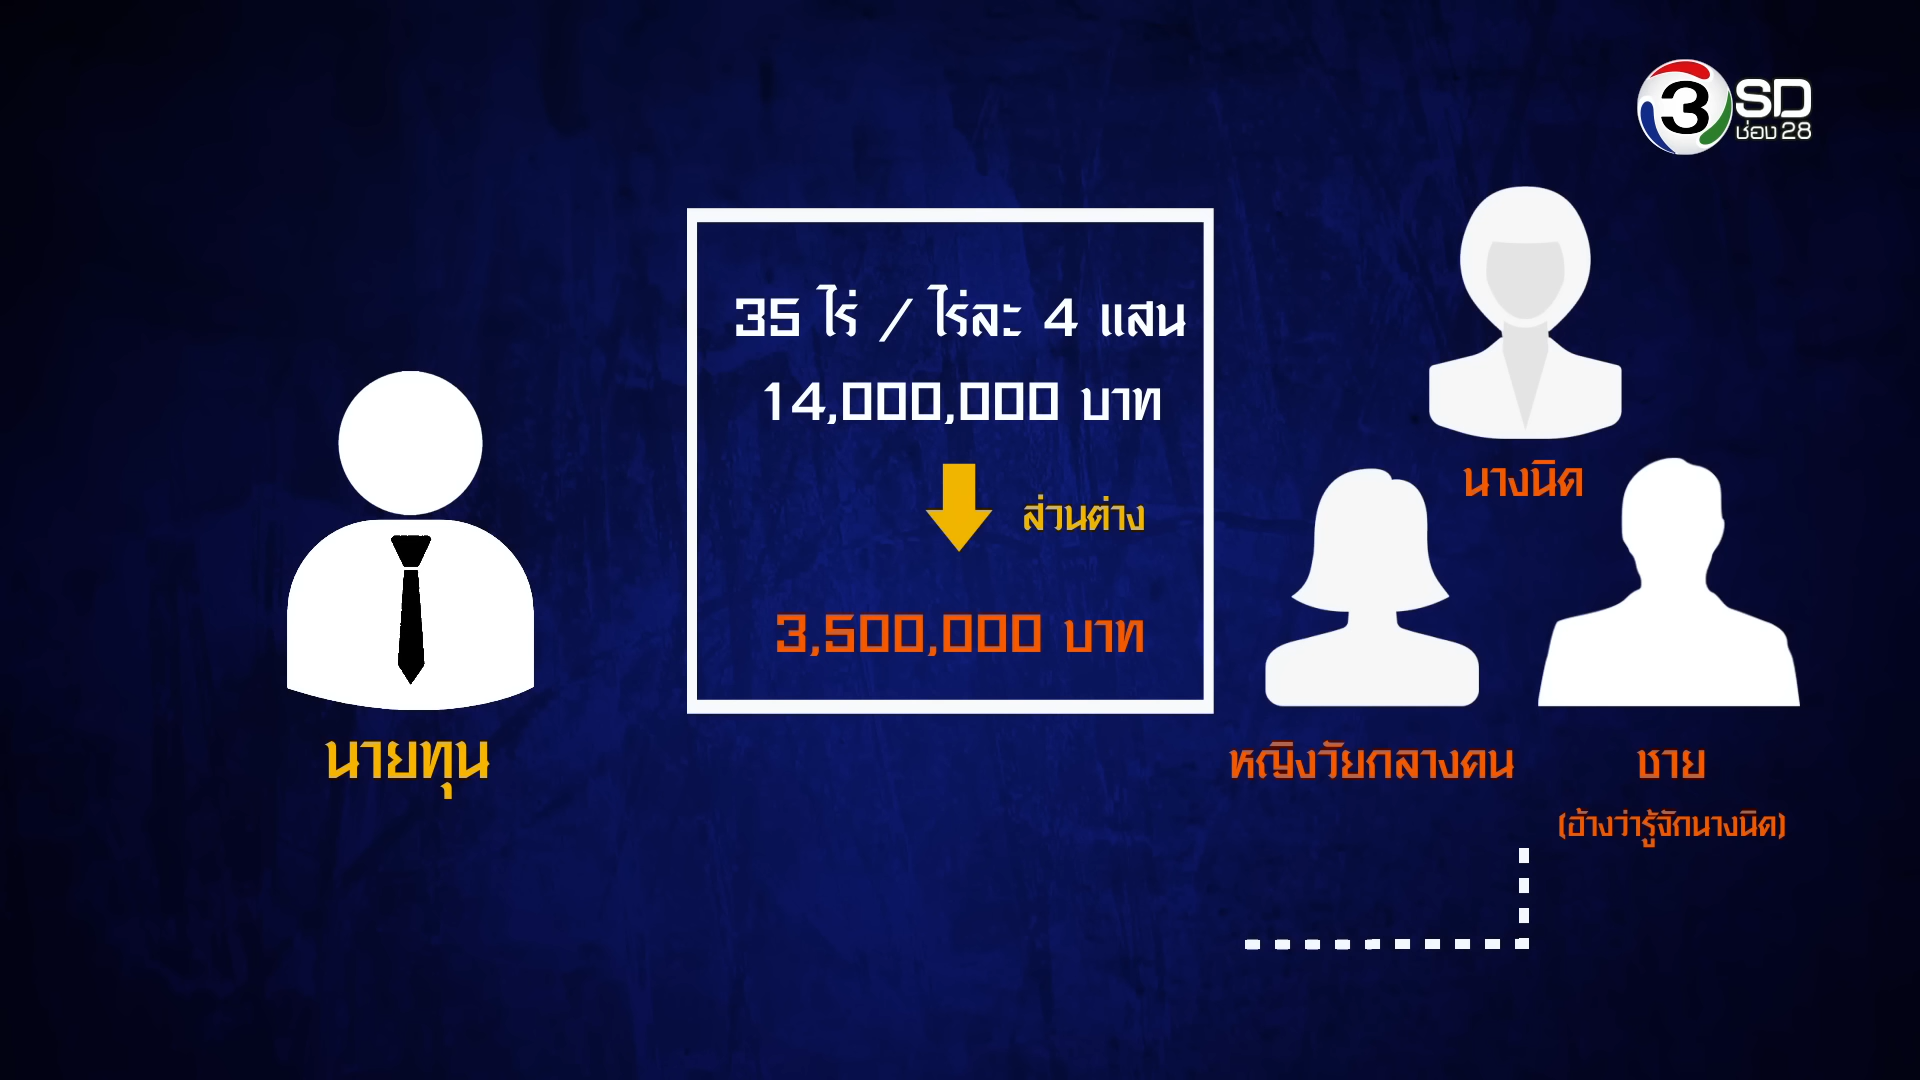 3 SD
ช่อง 28
35 ไร่ / ไร่ละ 4 แสน
14,000,000 บาท
ส่วนต่าง
3,500,000 บาท
นายทุน
นางนิด
หญิงวัยกลางคน
ชาย
(อ้างว่ารู้จักนางนิด)